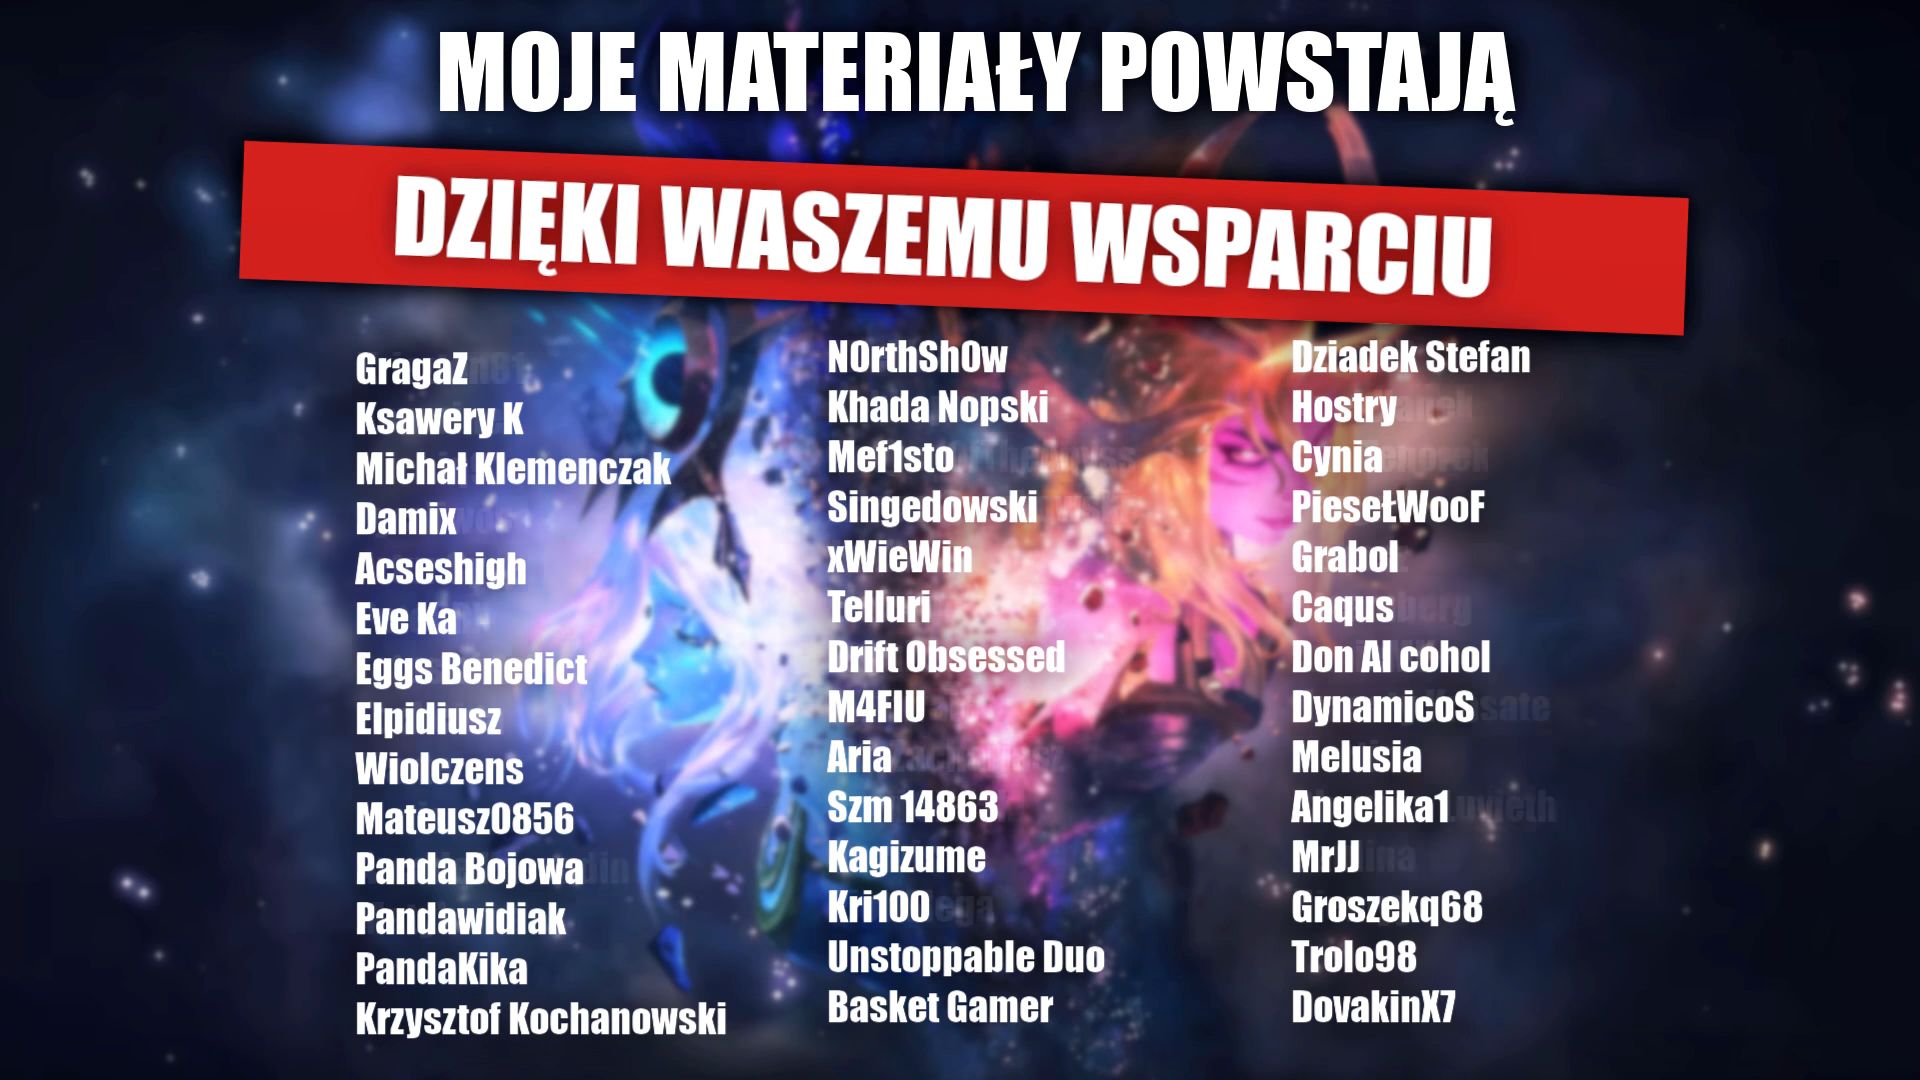 MOJE MATERIAŁY POWSTAJĄ
DZIĘKI WASZEMU WSPARCIU
GragaZ
Ksawery K
Michał Klemenczak
Damix
Acseshigh
Eve Ka
Eggs Benedict
Elpidiusz
Wiolczens
Mateusz0856
Panda Bojowa
Pandawidiak
PandaKika
Krzysztof Kochanowski
N0rthSh0w
Khada Nopski
Mef1sto
Singedowski
xWieWin
Telluri
Drift Obsessed
M4FIU
Aria
Szm 14863
Kagizume
Kri100
Unstoppable Duo
Basket Gamer
Dziadek Stefan
Hostry
Cynia
PieseŁWooF
Grabol
Caqus
Don Al cohol
DynamicoS
Melusia
Angelika1
MrJJ
Groszekq68
Trolo98
DovakinX7